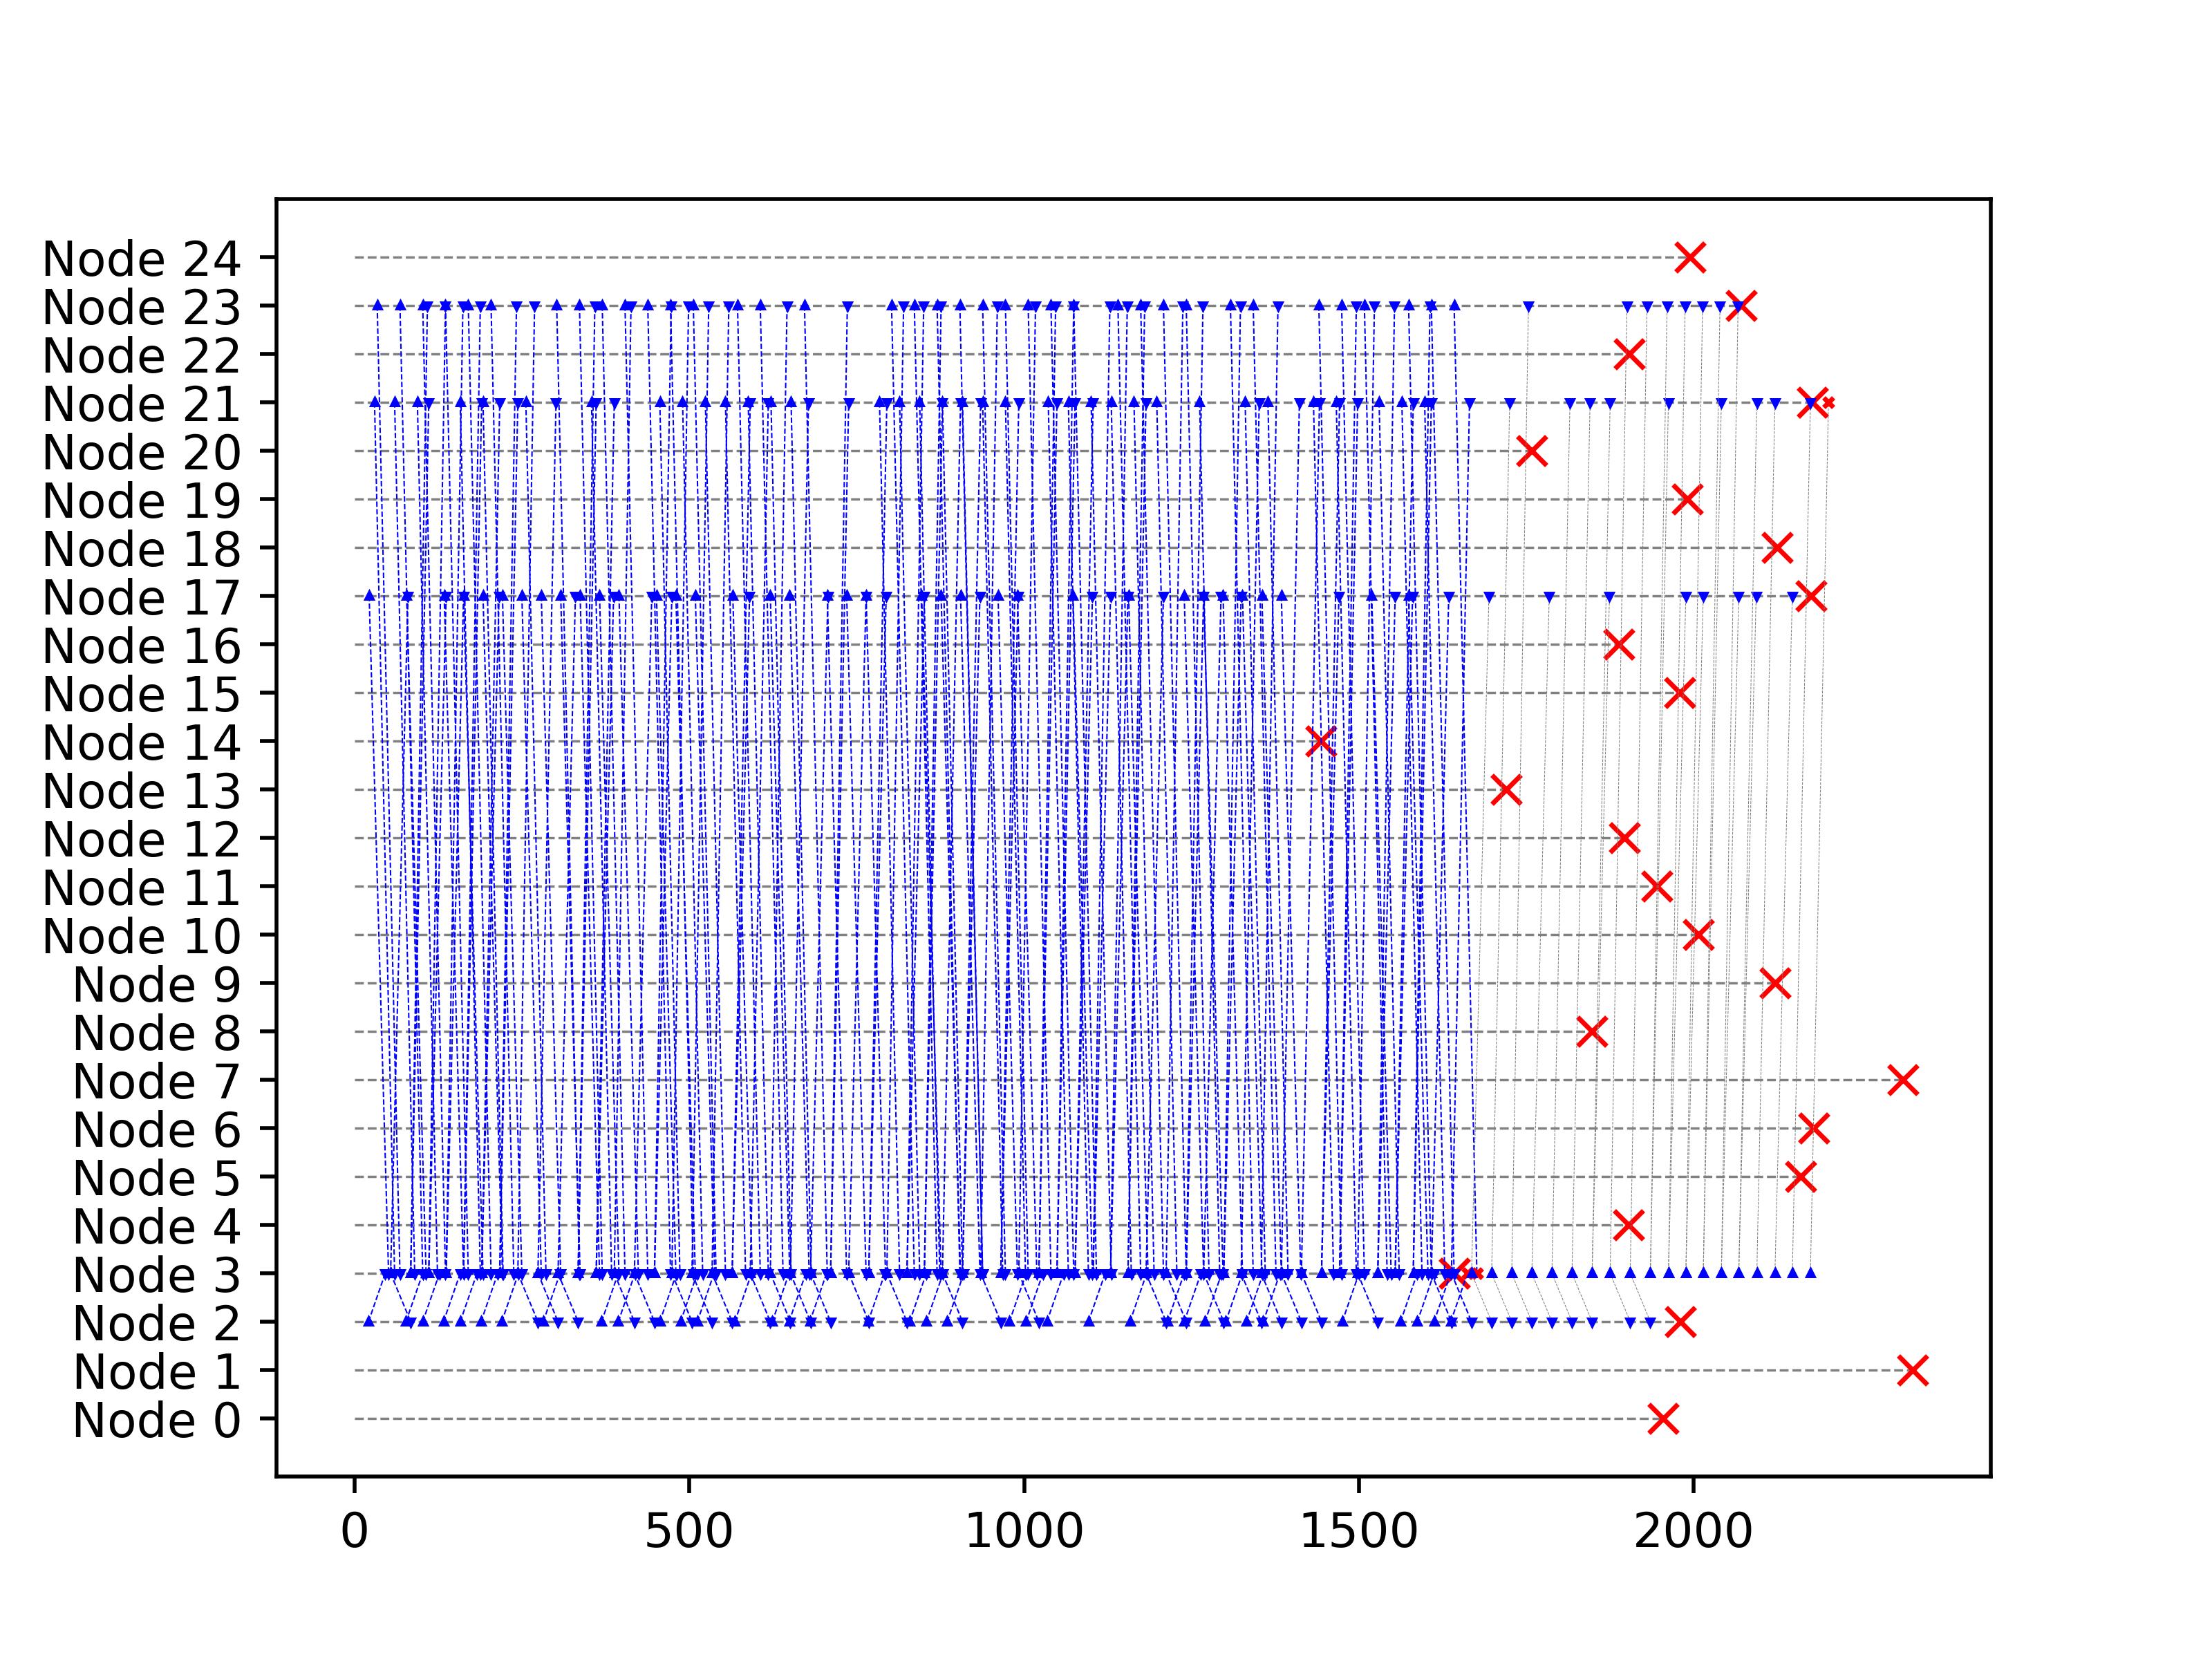 Node 24
Node 23
Node 22
Node 21
Node 20
Node 19
Node 18
Node 17
Node 16
Node 15
Node 14
Node 13
Node 12
Node 11
Node 10
Node 9
Node 8
Node 7
Node 6
Node 5
Node 4
Node 3
Node 2
Node 1
Node 0
0 500 1000 1500 2000